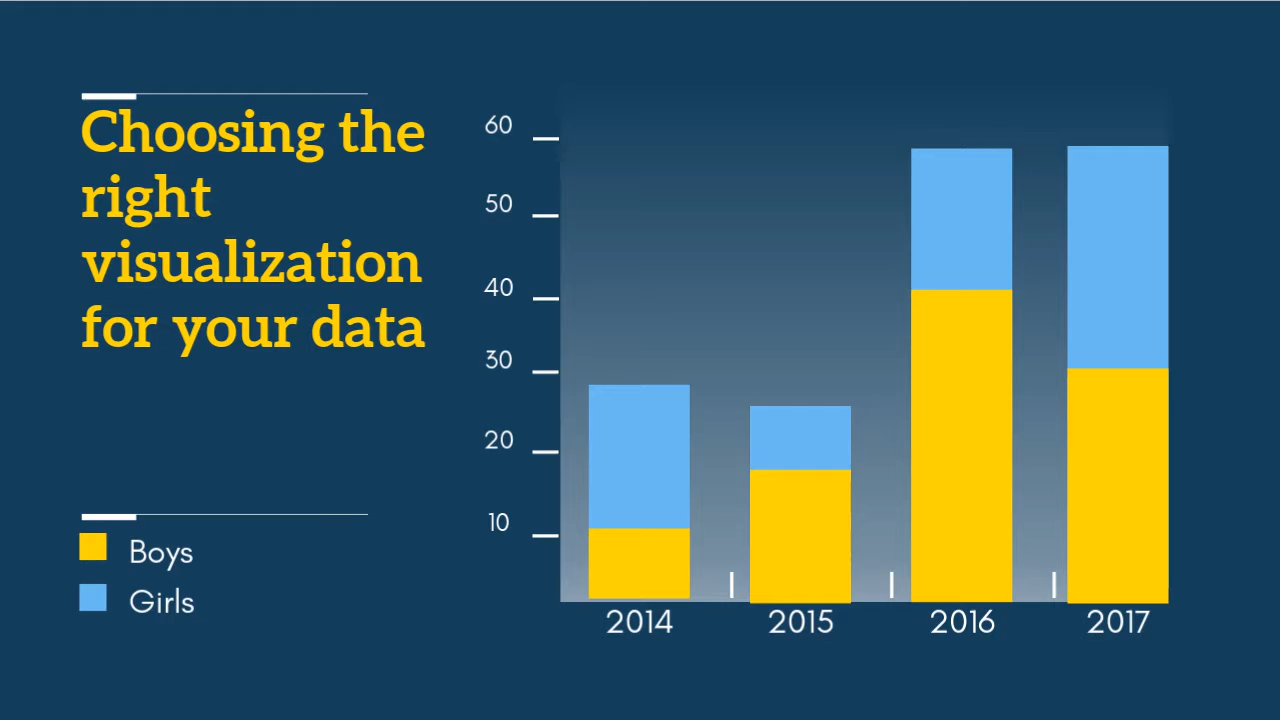 Choosing the
right
visualization
for your data
Boys
Girls
60
50
40
30
20
10
2014 2015 2016 2017